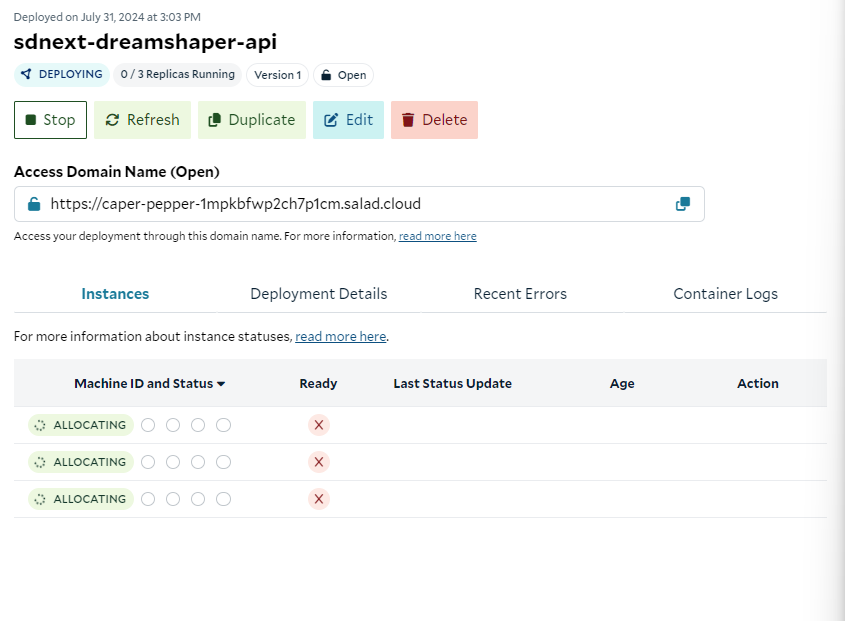 Deployed on July 31, 2024 at 3:03 PM
sdnext-dreamshaper-api
DEPLOYING 0 / 3 Replicas Running Version 1 Open
Stop Refresh Duplicate Edit Delete
Access Domain Name (Open)
https://caper-pepper-1mpkbfwp2ch7p1cm.salad.cloud
Access your deployment through this domain name. For more information, read more here
Instances Deployment Details Recent Errors Container Logs
For more information about instance statuses, read more here.
Machine ID and Status Ready Last Status Update Age Action
ALLOCATING
ALLOCATING
ALLOCATING